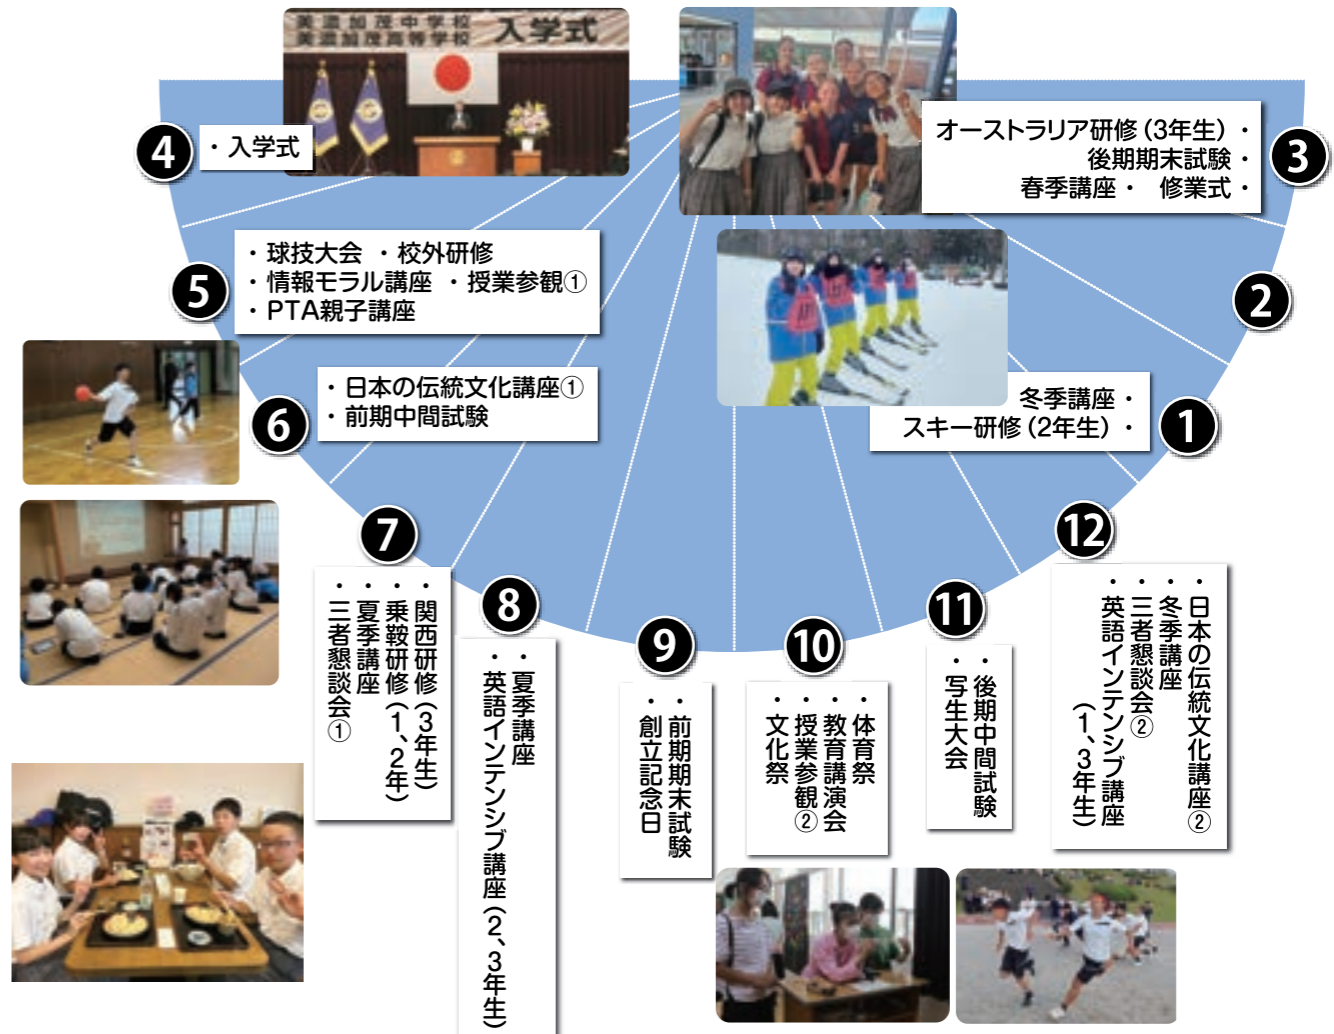 美濃加茂中学校
美濃加茂高等学校
入学式
4
・入学式
5
・球技大会 ・校外研修
・情報モラル講座 ・授業参観①
・PTA親子講座
6
・日本の伝統文化講座①
・前期中間試験
7
・関西研修（3年生）
・乗鞍研修（1、2年）
・夏季講座
・三者懇談会①
8
・夏季講座
・英語インテンシブ講座（2、3年生）
9
・前期期末試験
・創立記念日
10
・体育祭
・教育講演会
・授業参観②
・文化祭
11
・後期中間試験
・写生大会
12
・日本の伝統文化講座②
・冬季講座
・三者懇談会②
・英語インテンシブ講座
（1、3年生）
1
冬季講座・
スキー研修（2年生）・
2
3
オーストラリア研修（3年生）・
後期期末試験・
春季講座・ 修業式・